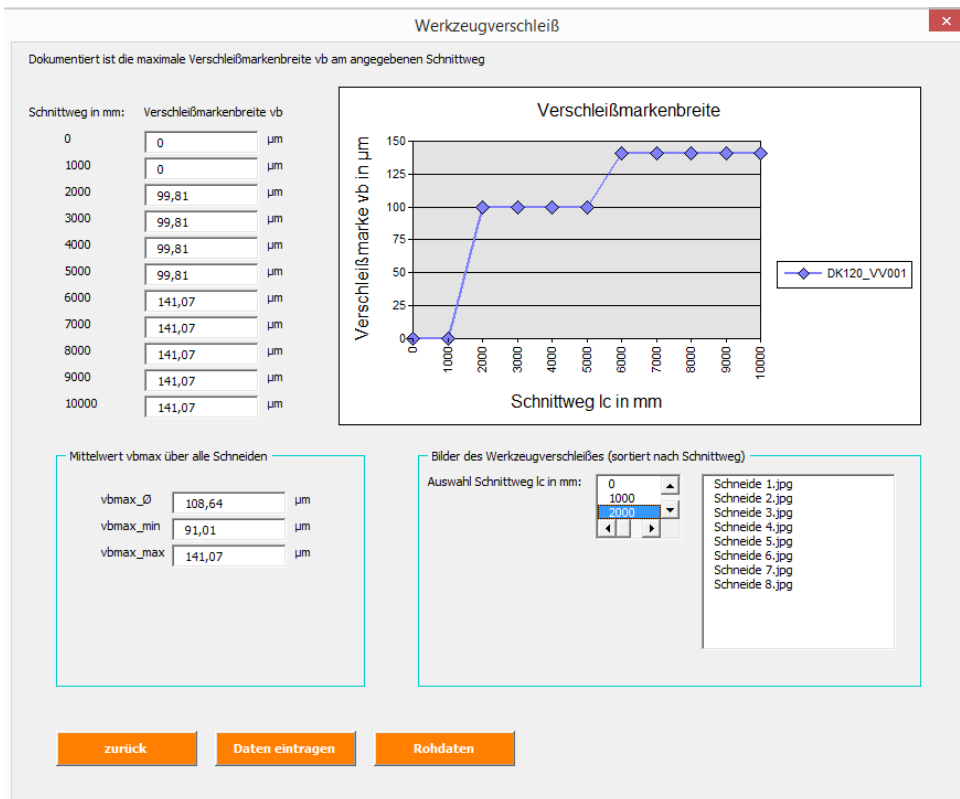 Werkzeugverschleiß
×
Dokumentiert ist die maximale Verschleißmarkenbreite vb am angegebenen Schnittweg
Schnittweg in mm: Verschleißmarkenbreite vb
0 0 µm
1000 0 µm
2000 99,81 µm
3000 99,81 µm
4000 99,81 µm
5000 99,81 µm
6000 141,07 µm
7000 141,07 µm
8000 141,07 µm
9000 141,07 µm
10000 141,07 µm
Verschleißmarkenbreite
Verschleißmarke vb in µm
150
125
100
75
50
25
0
0 1000 2000 3000 4000 5000 6000 7000 8000 9000 10000
Schnittweg lc in mm
DK120_VV001
Mittelwert vbmax über alle Schneiden
vbmax_Ø 108,64 µm
vbmax_min 91,01 µm
vbmax_max 141,07 µm
Bilder des Werkzeugverschleißes (sortiert nach Schnittweg)
Auswahl Schnittweg lc in mm:
0
1000
2000
Schneide 1.jpg
Schneide 2.jpg
Schneide 3.jpg
Schneide 4.jpg
Schneide 5.jpg
Schneide 6.jpg
Schneide 7.jpg
Schneide 8.jpg
zurück
Daten eintragen
Rohdaten